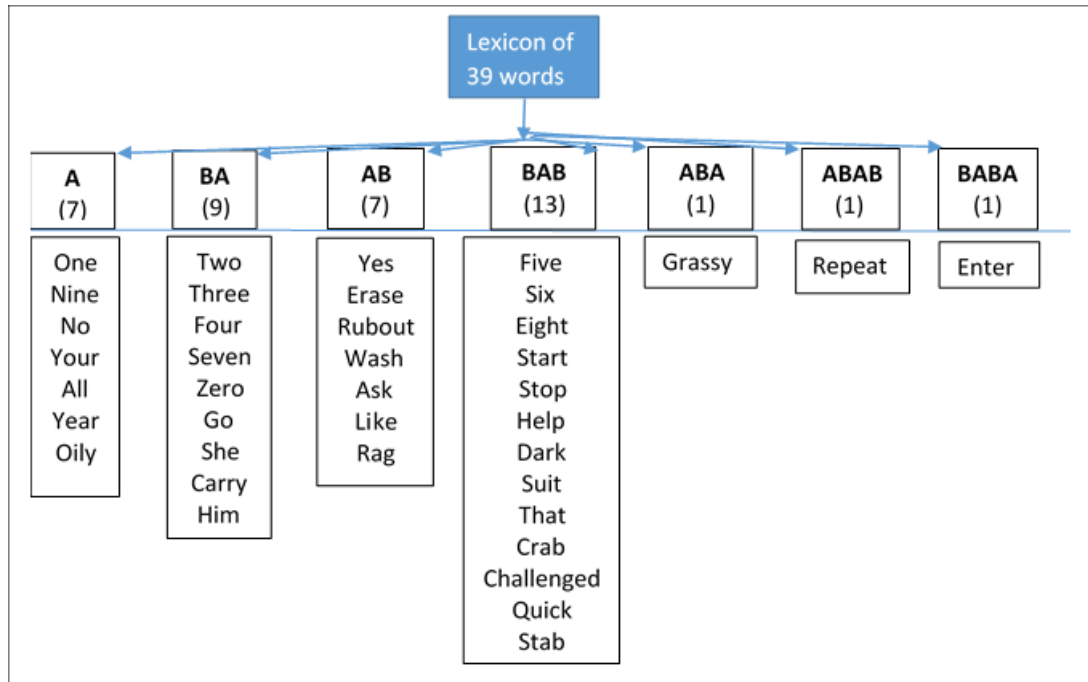 Lexicon of
39 words
A
(7)
BA
(9)
AB
(7)
BAB
(13)
ABA
(1)
ABAB
(1)
BABA
(1)
One
Nine
No
Your
All
Year
Oily
Two
Three
Four
Seven
Zero
Go
She
Carry
Him
Yes
Erase
Rubout
Wash
Ask
Like
Rag
Five
Six
Eight
Start
Stop
Help
Dark
Suit
That
Crab
Challenged
Quick
Stab
Grassy
Repeat
Enter